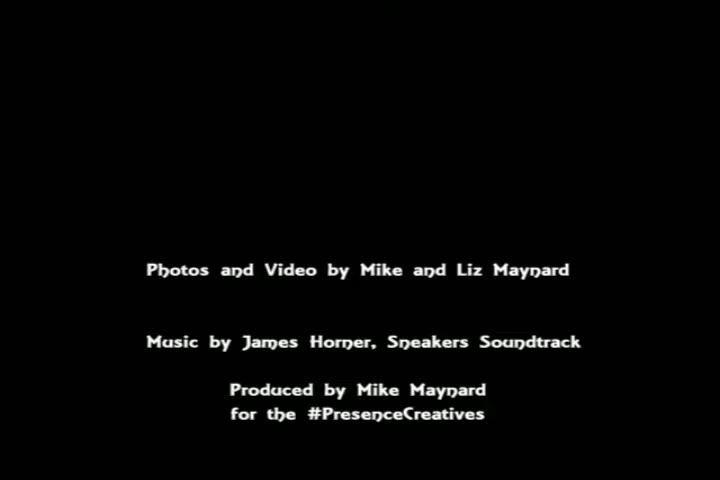 Photos and Video by Mike and Liz Maynard
Music by James Horner, Sneakers Soundtrack
Produced by Mike Maynard
for the #PresenceCreatives